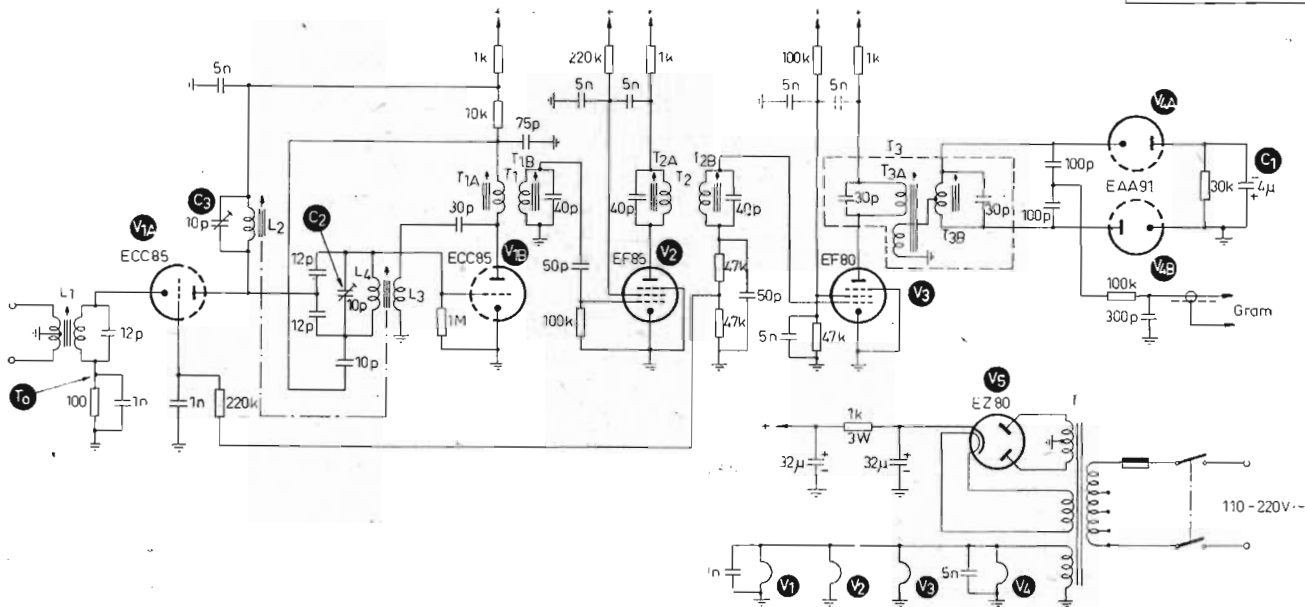 1k
220k
1k
100k
1k
5n
5n
5n
5n
5n
10k
75p
V4A
T3
T1B
T2A
T2B
T1A
T1
T2
T3A
100p
C1
C3
10p
L2
C2
30p
40p
40p
40p
30p
30p
EAA91
30k
4μ
V1A
ECC85
12p
L4
10p
L3
ECC85
V1B
EF85
V2
EF80
100p
T3B
50p
47k
V4B
L1
12p
12p
1M
100k
50p
V3
100k
Gram
10p
47k
5n
47k
300p
T0
100
1n
1n
220k
V5
EZ80
T
1k
3W
+
32μ
+
-
32μ
+
-
110-220V~
n
V1
V2
V3
5n
V4